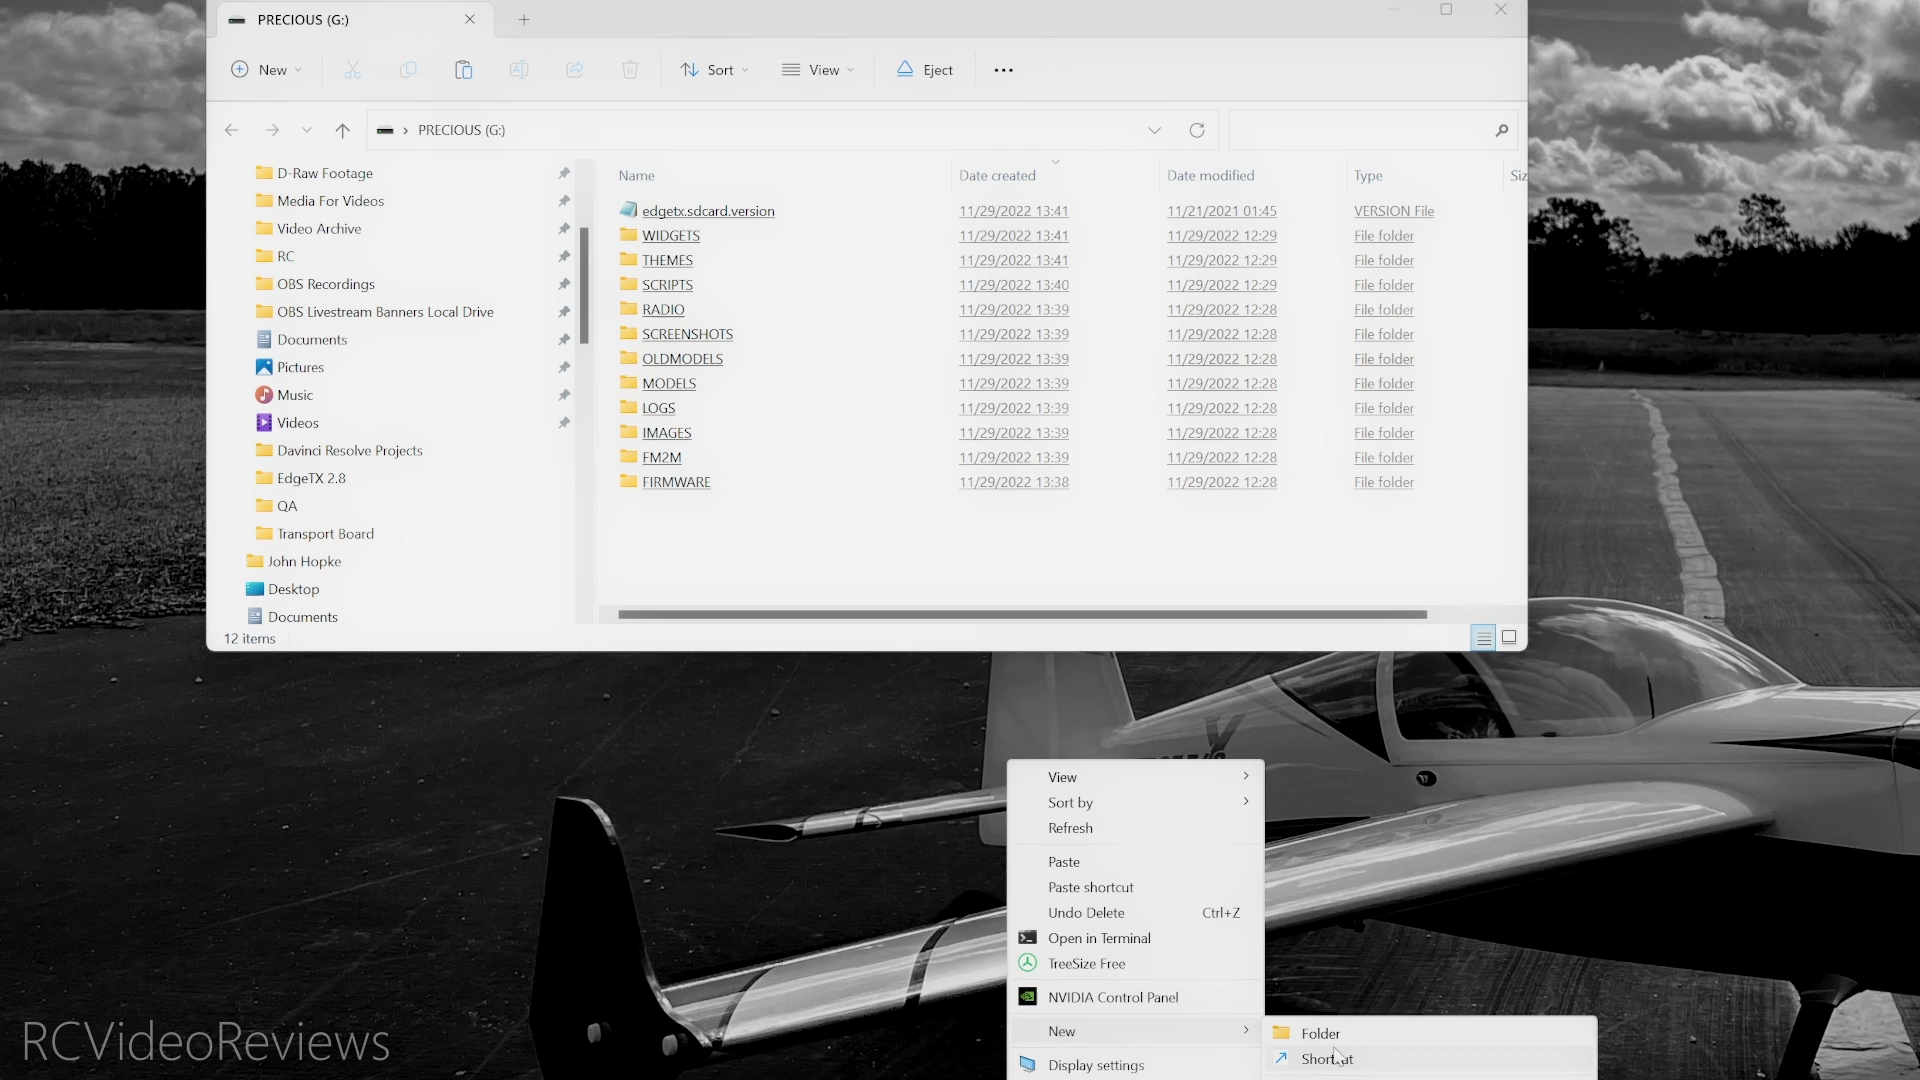 PRECIOUS (G:)
New
Sort
View
Eject
PRECIOUS (G:)
D-Raw Footage
Media For Videos
Video Archive
RC
OBS Recordings
OBS Livestream Banners Local Drive
Documents
Pictures
Music
Videos
Davinci Resolve Projects
EdgeTX 2.8
QA
Transport Board
John Hopke
Desktop
Documents
12 items
Name Date created Date modified Type Siz
edgetx.sdcard.version 11/29/2022 13:41 11/21/2021 01:45 VERSION File
WIDGETS 11/29/2022 13:41 11/29/2022 12:29 File folder
THEMES 11/29/2022 13:41 11/29/2022 12:29 File folder
SCRIPTS 11/29/2022 13:40 11/29/2022 12:29 File folder
RADIO 11/29/2022 13:39 11/29/2022 12:28 File folder
SCREENSHOTS 11/29/2022 13:39 11/29/2022 12:28 File folder
OLDMODELS 11/29/2022 13:39 11/29/2022 12:28 File folder
MODELS 11/29/2022 13:39 11/29/2022 12:28 File folder
LOGS 11/29/2022 13:39 11/29/2022 12:28 File folder
IMAGES 11/29/2022 13:39 11/29/2022 12:28 File folder
FM2M 11/29/2022 13:39 11/29/2022 12:28 File folder
FIRMWARE 11/29/2022 13:38 11/29/2022 12:28 File folder
View
Sort by
Refresh
Paste
Paste shortcut
Undo Delete Ctrl+Z
Open in Terminal
TreeSize Free
NVIDIA Control Panel
New
Display settings
Folder
Shortcut
RCVideoReviews